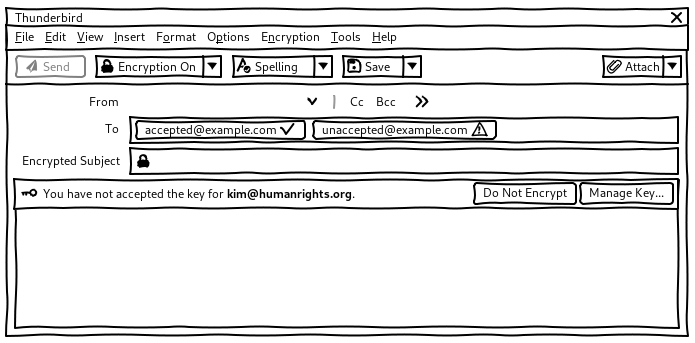 Thunderbird
File Edit View Insert Format Options Encryption Tools Help
Send Encryption On Spelling Save Attach
From Cc Bcc
To accepted@example.com unaccepted@example.com
Encrypted Subject
You have not accepted the key for kim@humanrights.org. Do Not Encrypt Manage Key...